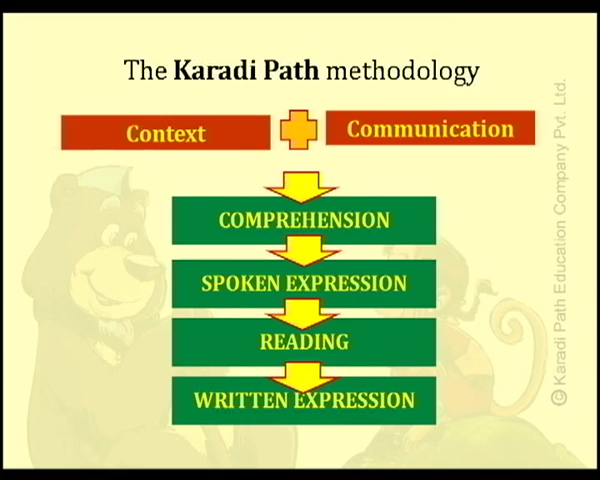 The Karadi Path methodology
Context
Communication
COMPREHENSION
SPOKEN EXPRESSION
READING
WRITTEN EXPRESSION
© Karadi Path Education Company Pvt. Ltd.